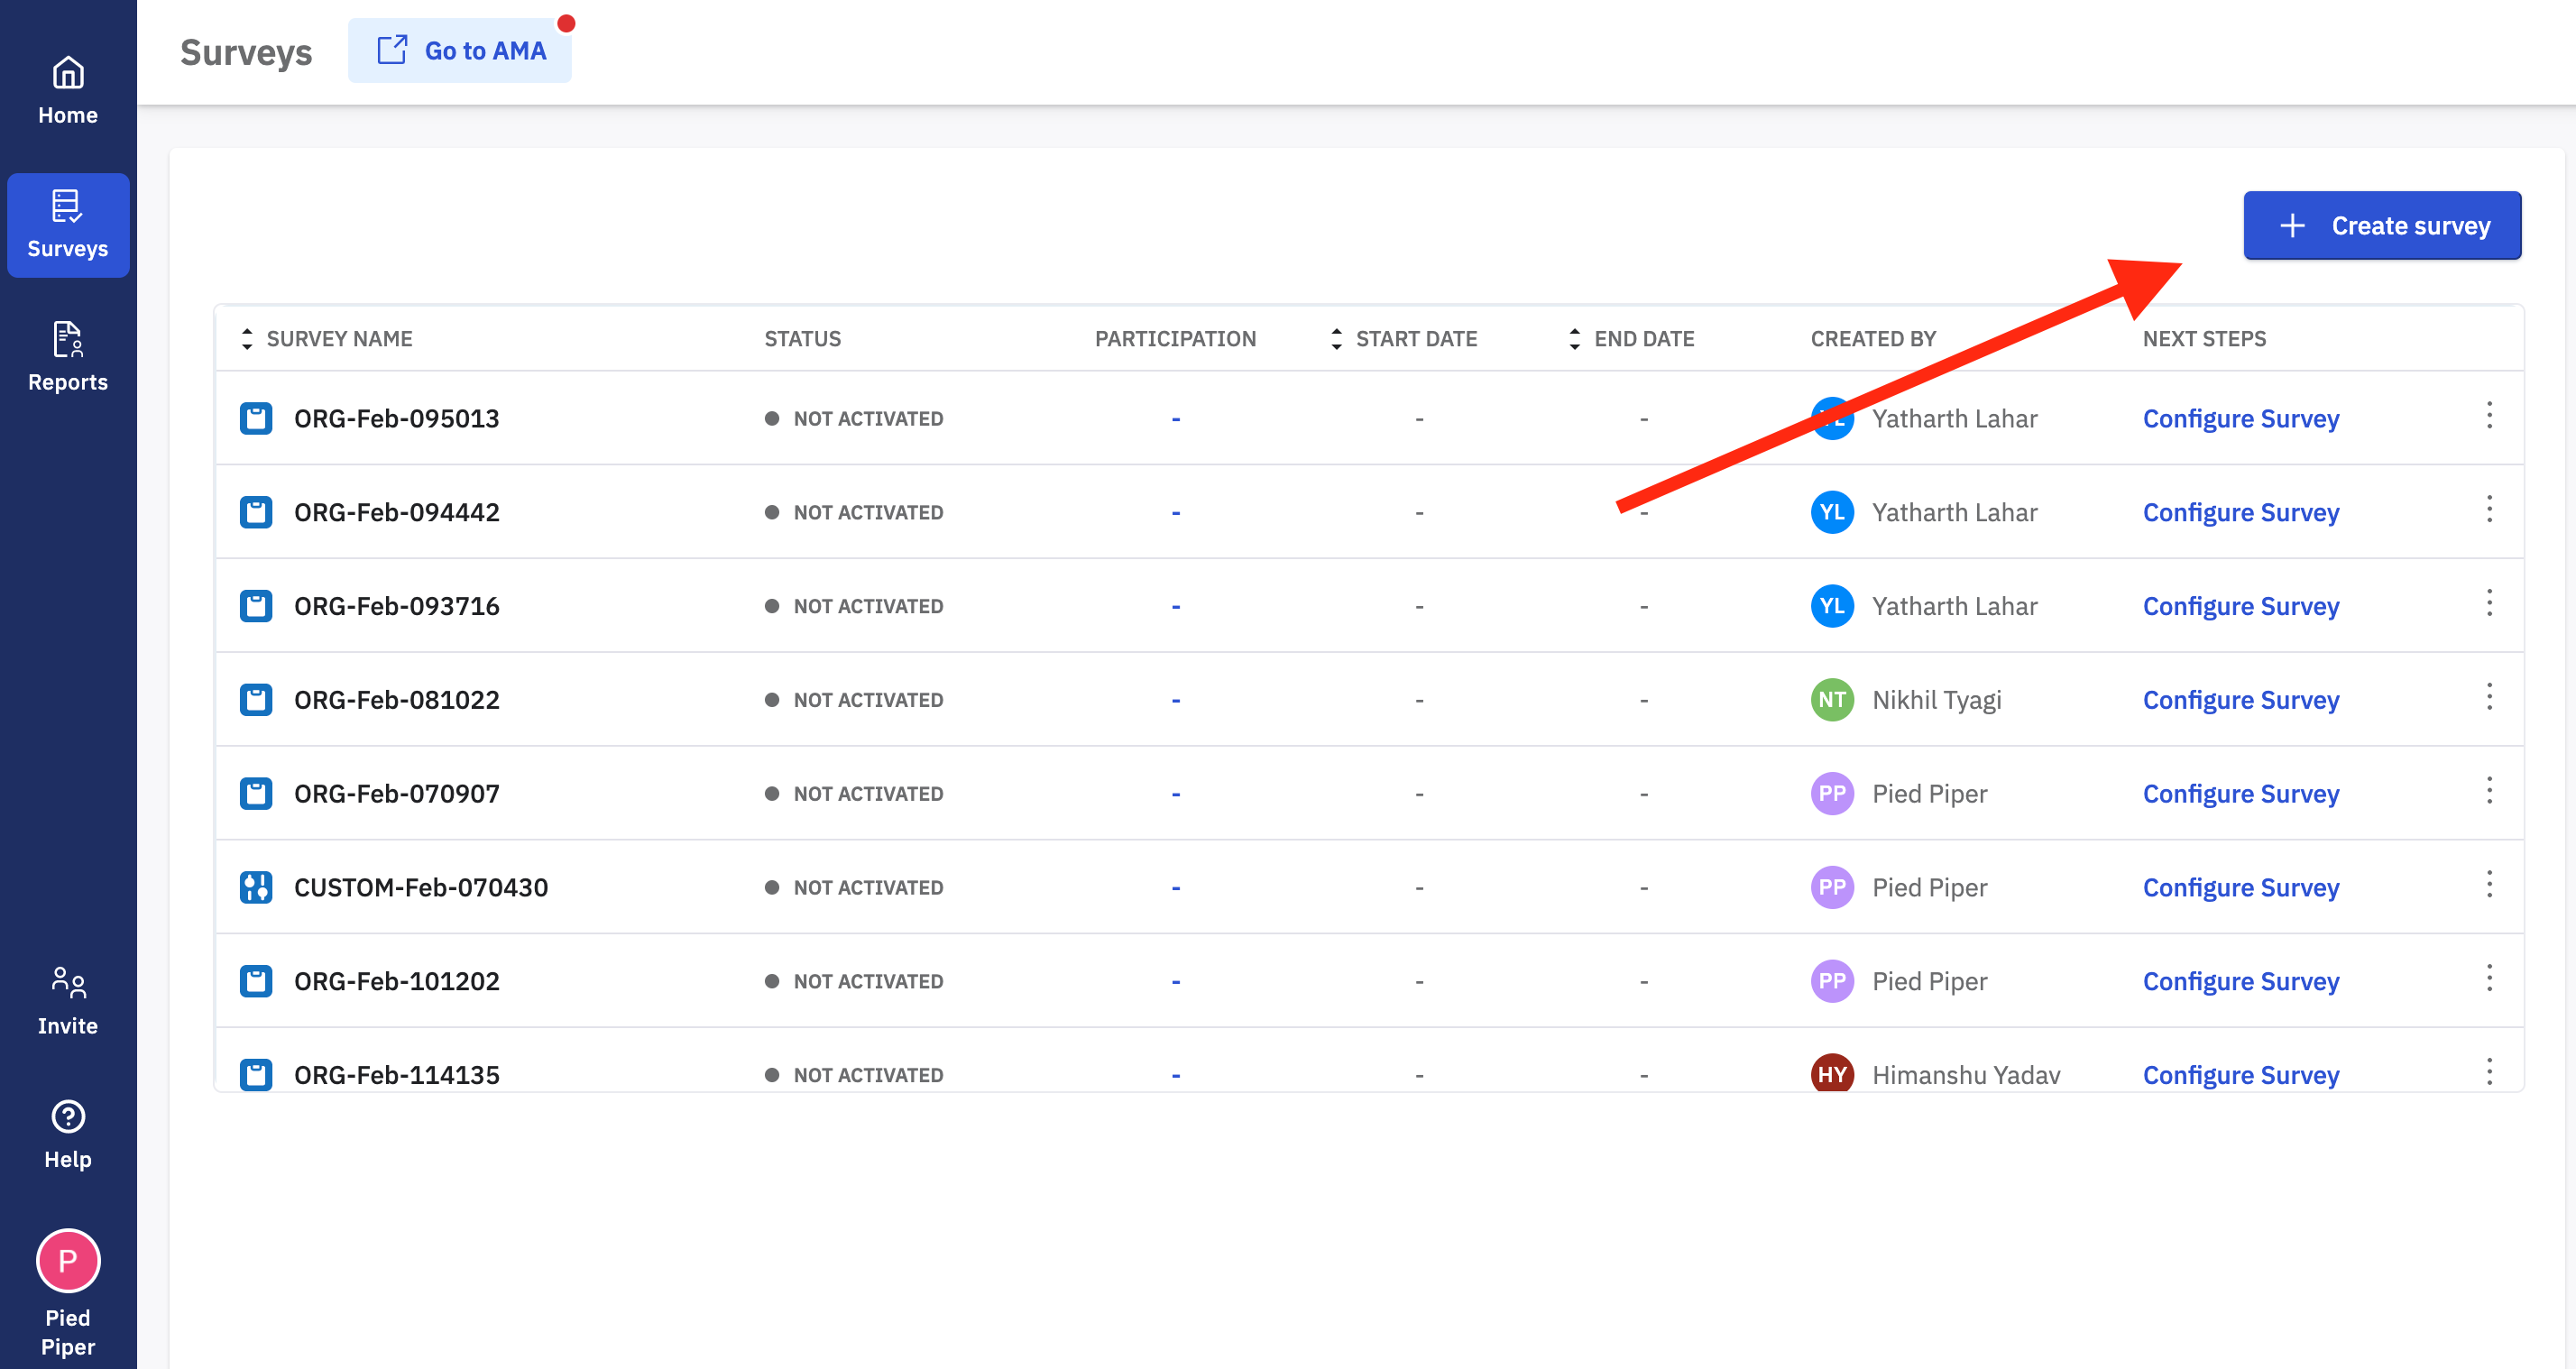 Home
Surveys
Reports
Invite
Help
P
Pied
Piper
Surveys
Go to AMA
Create survey
SURVEY NAME STATUS PARTICIPATION START DATE END DATE CREATED BY NEXT STEPS
ORG-Feb-095013 NOT ACTIVATED - - - Yatharth Lahar Configure Survey
ORG-Feb-094442 NOT ACTIVATED - - - YL Yatharth Lahar Configure Survey
ORG-Feb-093716 NOT ACTIVATED - - - YL Yatharth Lahar Configure Survey
ORG-Feb-081022 NOT ACTIVATED - - - NT Nikhil Tyagi Configure Survey
ORG-Feb-070907 NOT ACTIVATED - - - PP Pied Piper Configure Survey
CUSTOM-Feb-070430 NOT ACTIVATED - - - PP Pied Piper Configure Survey
ORG-Feb-101202 NOT ACTIVATED - - - PP Pied Piper Configure Survey
ORG-Feb-114135 NOT ACTIVATED - - - HY Himanshu Yadav Configure Survey